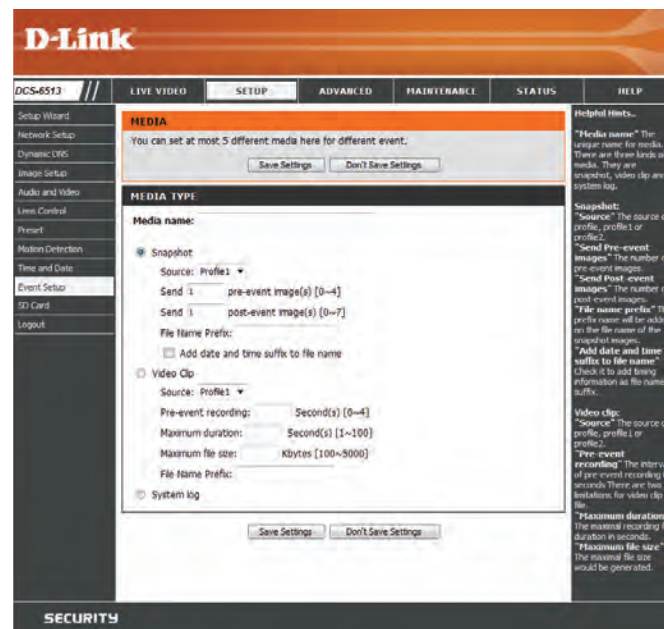 D-Link
DCS-6513
LIVE VIDEO
SETUP
ADVANCED
MAINTENANCE
STATUS
HELP
Setup Wizard
Network Setup
Dynamic DNS
Image Setup
Audio and Video
Lens Control
Preset
Motion Detection
Time and Date
Event Setup
SD Card
Logout
MEDIA
You can set at most 5 different media here for different event.
Save Settings Don't Save Settings
MEDIA TYPE
Media name:
Snapshot
Source: Profile1
Send 1 pre-event image(s) [0~4]
Send 1 post-event image(s) [0~7]
File Name Prefix:
Add date and time suffix to file name
Video Clip
Source: Profile1
Pre-event recording: Second(s) [0~4]
Maximum duration: Second(s) [1~100]
Maximum file size: Kbytes [100~5000]
File Name Prefix:
System log
Save Settings Don't Save Settings
Helpful Hints..
"Media name" The
unique name for media.
There are three kinds
media. They are
snapshot, video clip and
system log.
Snapshot:
"Source" The source
profile, profile1 or
profile2.
"Send Pre-event
images" The number
pre-event images.
"Send Post-event
images" The number
post-event images.
"File name prefix"
prefix name will be
on the file name of the
snapshot images.
"Add date and time
suffix to file name"
Check it to add timing
information as file name
suffix.
Video clip:
"Source" The source
profile, profile1 or
profile2.
"Pre-event
recording" The
of pre-event recording
seconds There are two
limitations for video clip
file.
"Maximum duration
The maximal recording
duration in seconds.
"Maximum file size"
The maximal file size
would be generated.
SECURITY